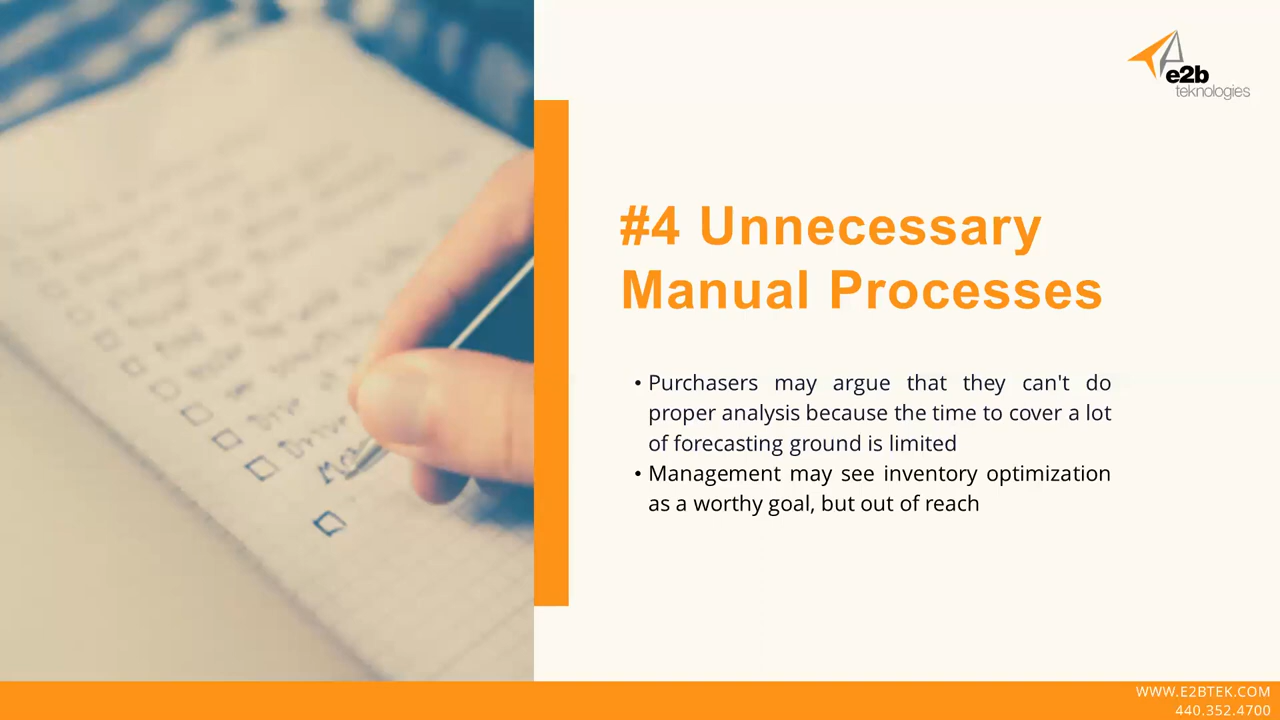 e2b
teknologies
#4 Unnecessary
Manual Processes
• Purchasers may argue that they can't do
proper analysis because the time to cover a lot
of forecasting ground is limited
• Management may see inventory optimization
as a worthy goal, but out of reach
WWW.E2BTEK.COM
440.352.4700